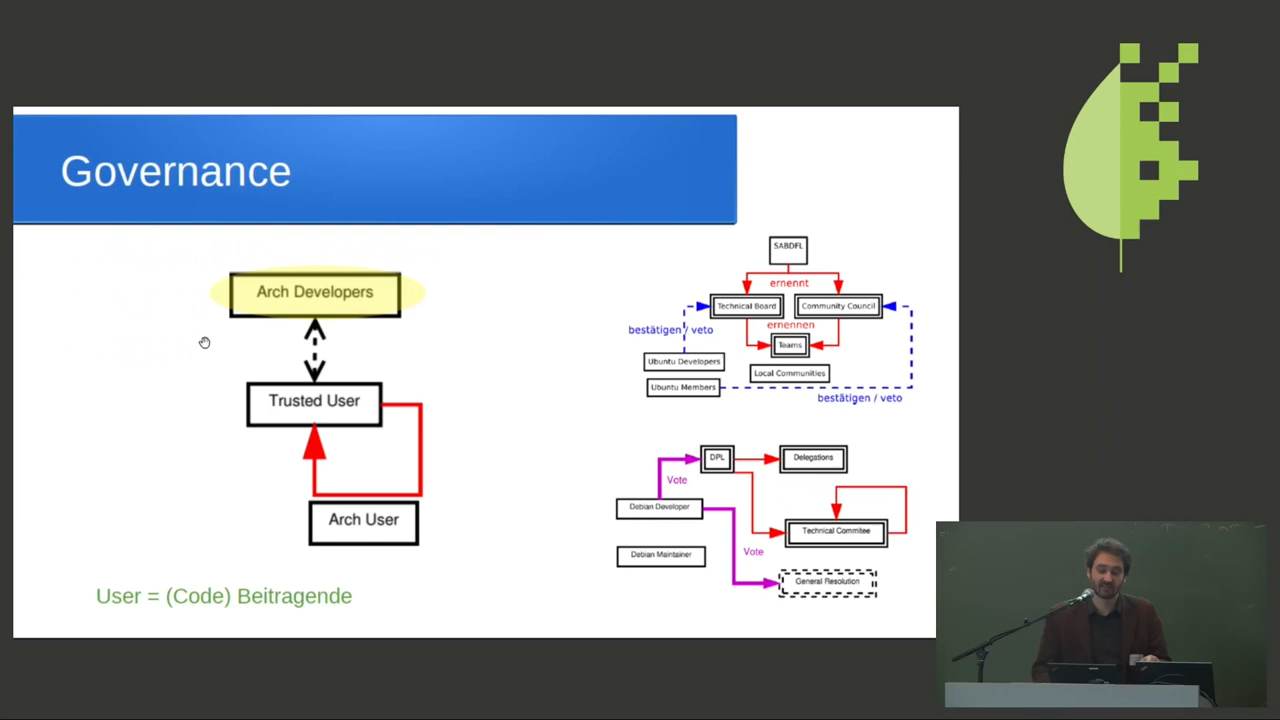 Governance
Arch Developers
Trusted User
Arch User
User = (Code) Beitragende
SABDFL
ernennt
Technical Board
Community Council
bestätigen / veto
ernennen
Teams
Ubuntu Developers
Local Communities
Ubuntu Members
bestätigen / veto
DPL
Delegations
Vote
Debian Developer
Technical Commitee
Debian Maintainer
Vote
General Resolution